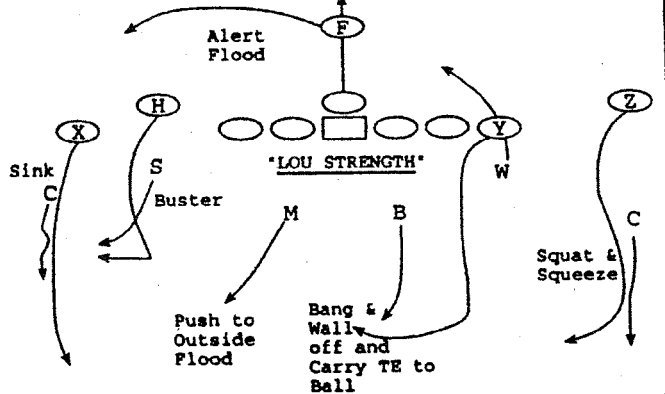 F
Alert
Flood
H
Z
X
Y
"LOU STRENGTH"
Sink
C
S
W
Buster
M
B
C
Squat &
Squeeze
Push to
Outside
Flood
Bang &
Wall
off and
Carry TE to
Ball